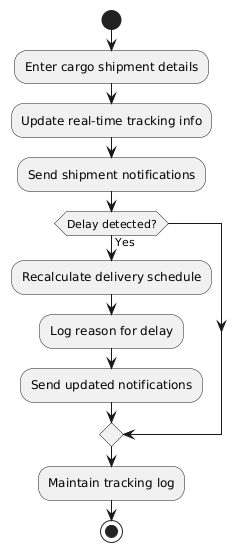 Enter cargo shipment details
Update real-time tracking info
Send shipment notifications
Delay detected?
Yes
Recalculate delivery schedule
Log reason for delay
Send updated notifications
Maintain tracking log